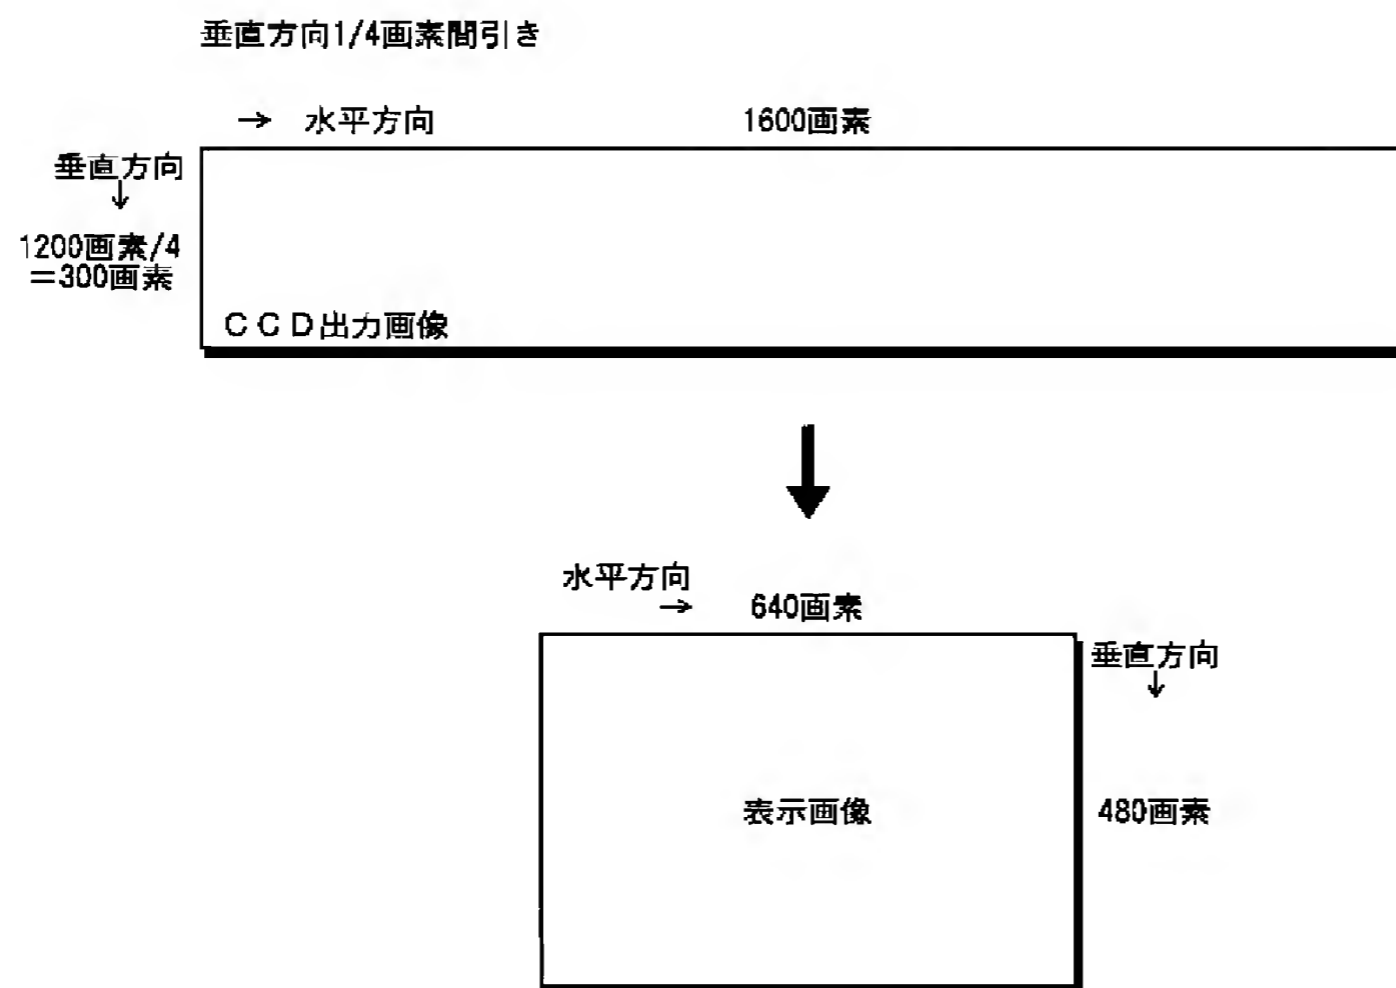 垂直方向1/4画素間引き
→ 水平方向
1600画素
垂直方向
↓
1200画素/4
=300画素
CCD出力画像
水平方向
→
640画素
垂直方向
↓
表示画像
480画素